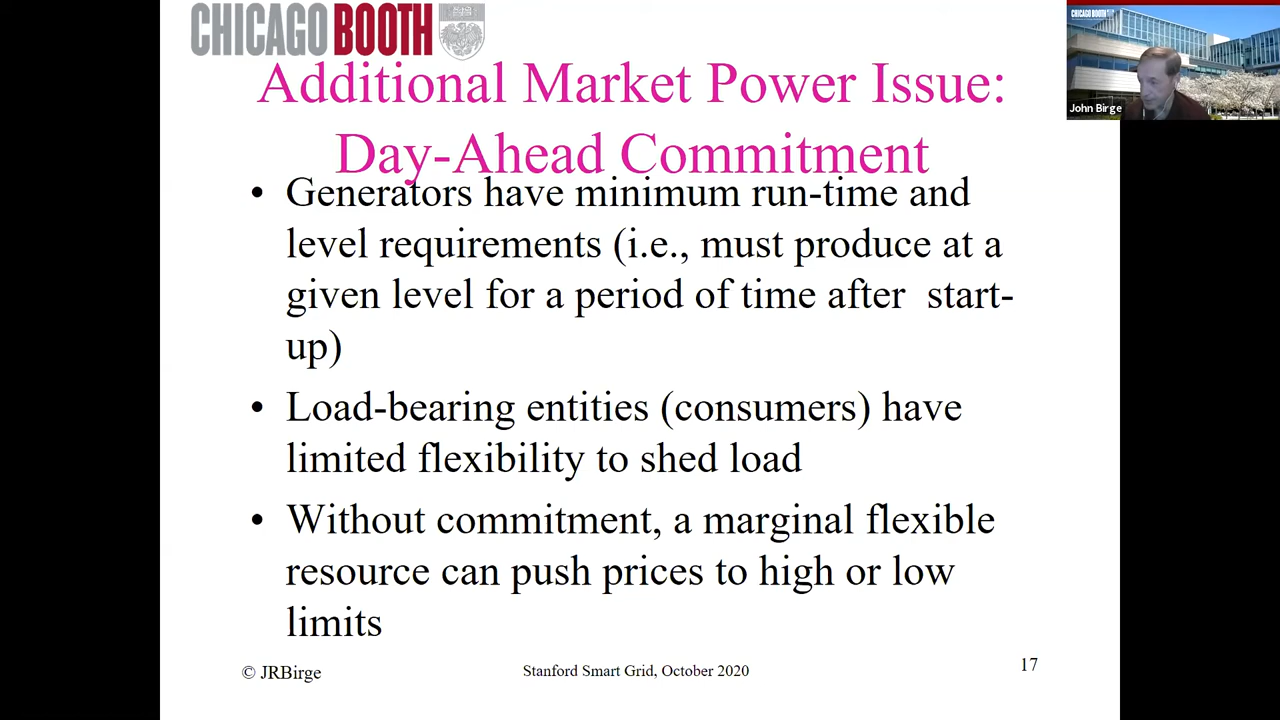 CHICAGO BOOTH
Additional Market Power Issue:
Day-Ahead Commitment
• Generators have minimum run-time and
level requirements (i.e., must produce at a
given level for a period of time after start-
up)
• Load-bearing entities (consumers) have
limited flexibility to shed load
• Without commitment, a marginal flexible
resource can push prices to high or low
limits
© JRBirge
Stanford Smart Grid, October 2020
17
CHICAGO BOOTH
John Birge